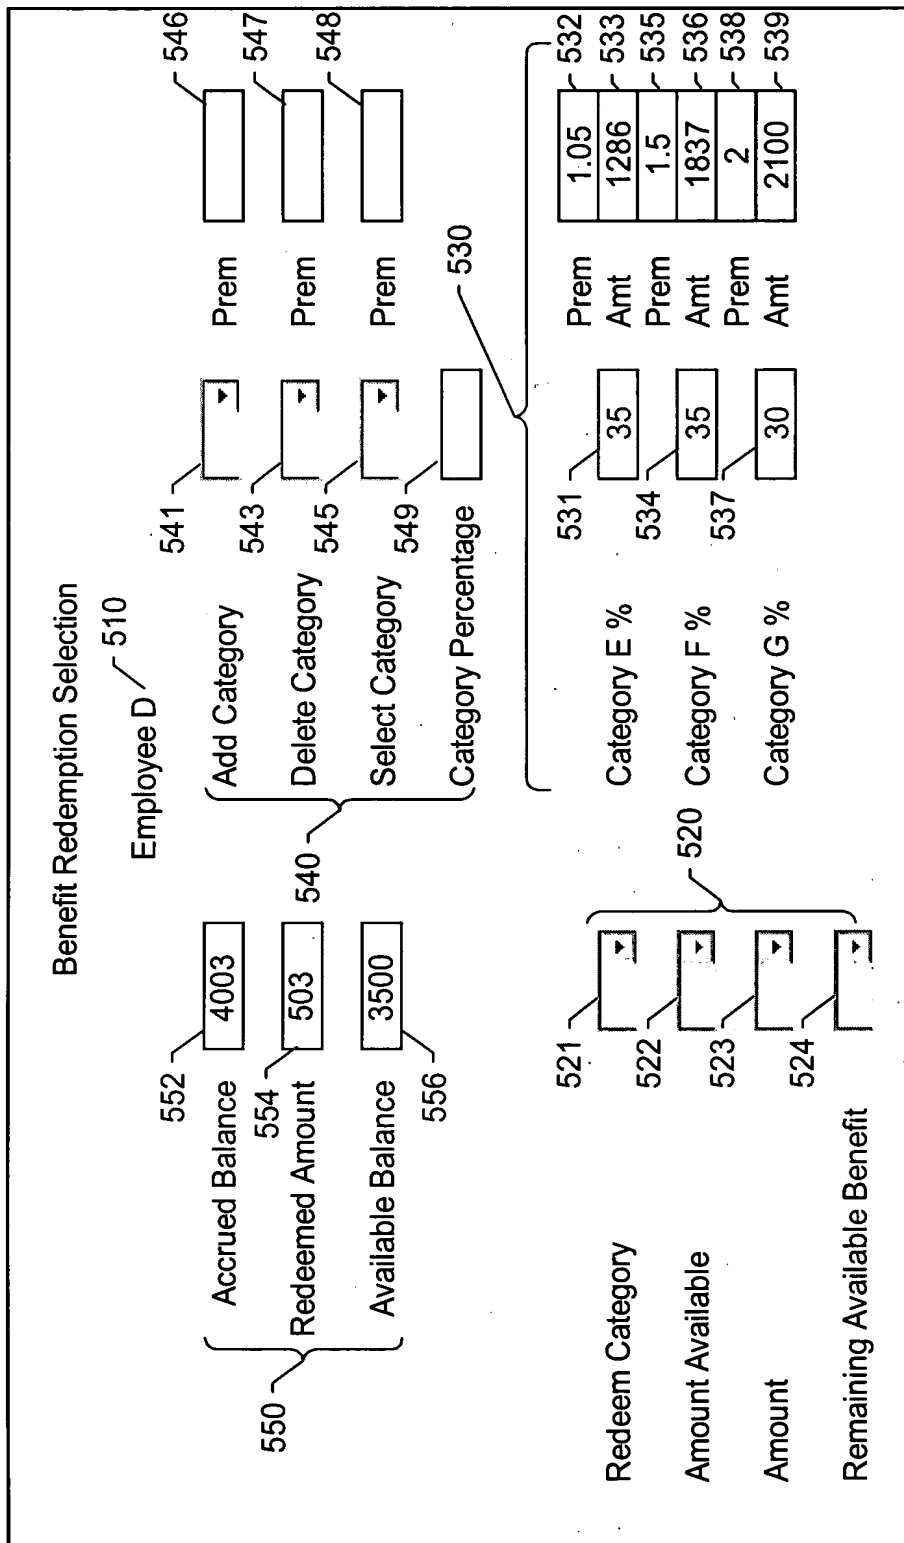 Benefit Redemption Selection
Employee D 510
550
Accrued Balance 4003 552
Redeemed Amount 503 554
Available Balance 3500 556
540
Add Category 541 Prem 546
Delete Category 543 Prem 547
Select Category 545 Prem 548
Category Percentage 549
530
520
Redeem Category 521
Amount Available 522
Amount 523
Remaining Available Benefit 524
Category E % 531 35 Prem 1.05 532
Amt 1286 533
Category F % 534 35 Prem 1.5 535
Amt 1837 536
Category G % 537 30 Prem 2 538
Amt 2100 539